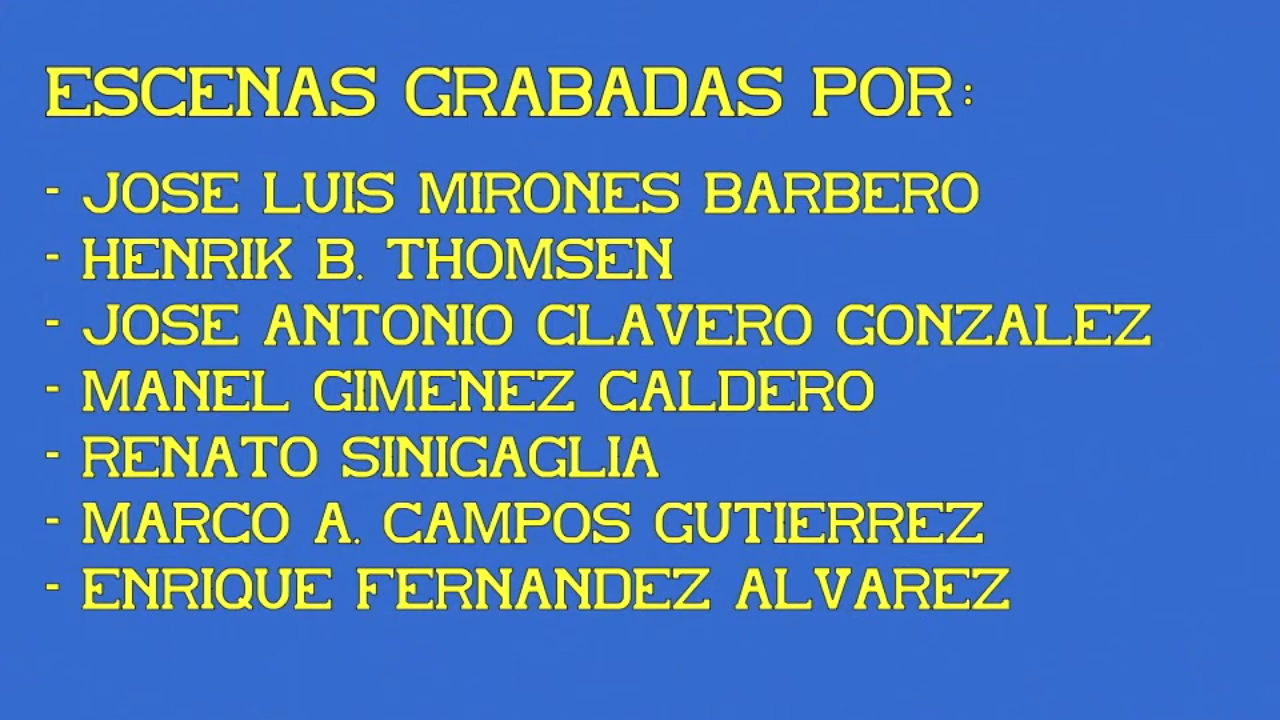 ESCENAS GRABADAS POR:
- JOSE LUIS MIRONES BARBERO
- HENRIK B. THOMSEN
- JOSE ANTONIO CLAVERO GONZALEZ
- MANEL GIMENEZ CALDERO
- RENATO SINIGAGLIA
- MARCO A. CAMPOS GUTIERREZ
- ENRIQUE FERNANDEZ ALVAREZ